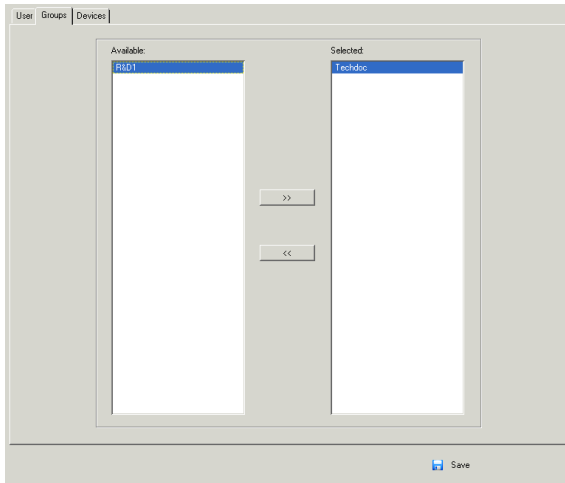 User Groups Devices
Available: Selected:
R&D1 Techdoc
>>
<<
Save